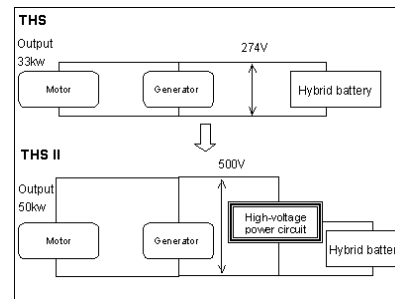 THS
Output
33kw
274V
Motor
Generator
Hybrid battery
THS II
500V
Output
50kw
High-voltage
power circuit
Motor
Generator
Hybrid batter